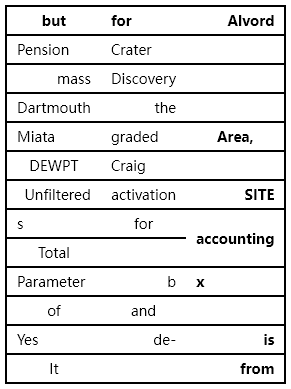 but for Alvord
Pension Crater
mass Discovery
Dartmouth the
Miata graded Area,
DEWPT Craig
Unfiltered activation SITE
s for
accounting
Total
Parameter b x
of and
Yes de- is
It from